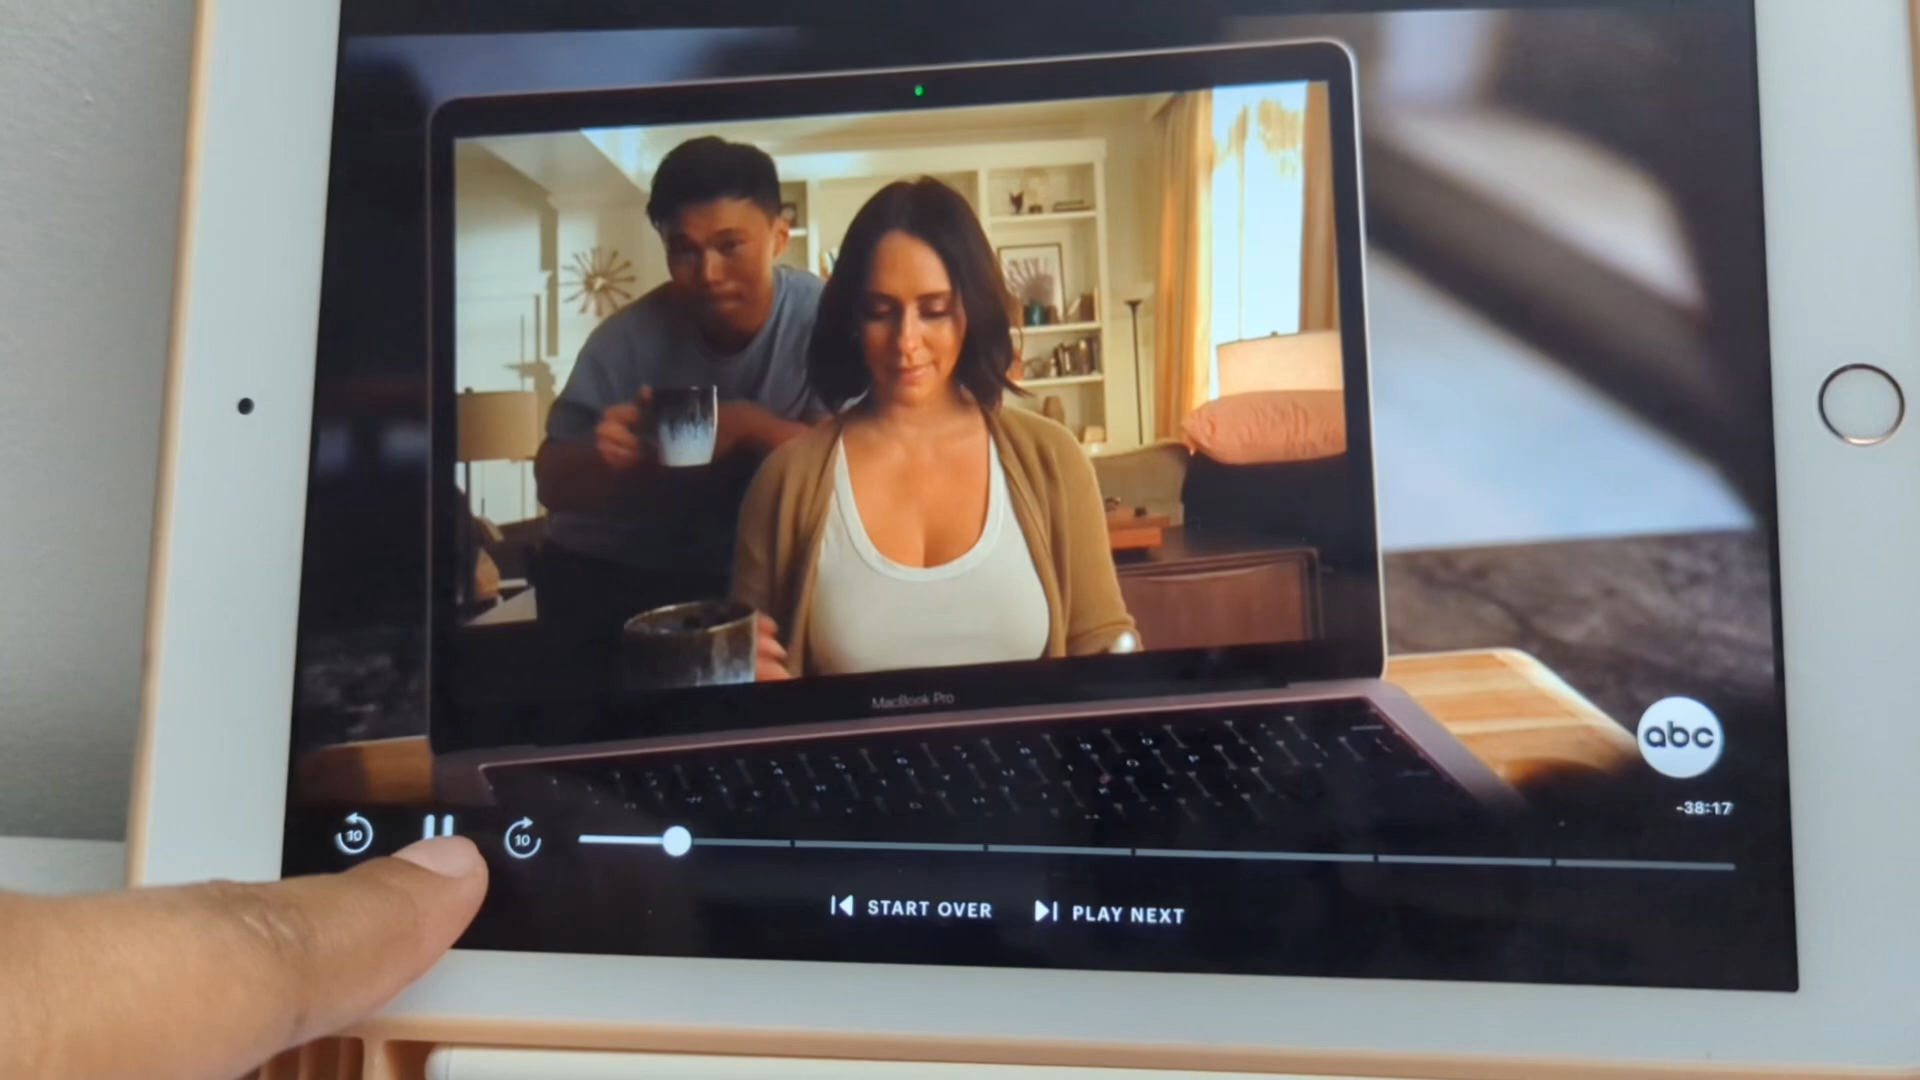 MacBook Pro
abc
-38:17
10
10
START OVER
PLAY NEXT